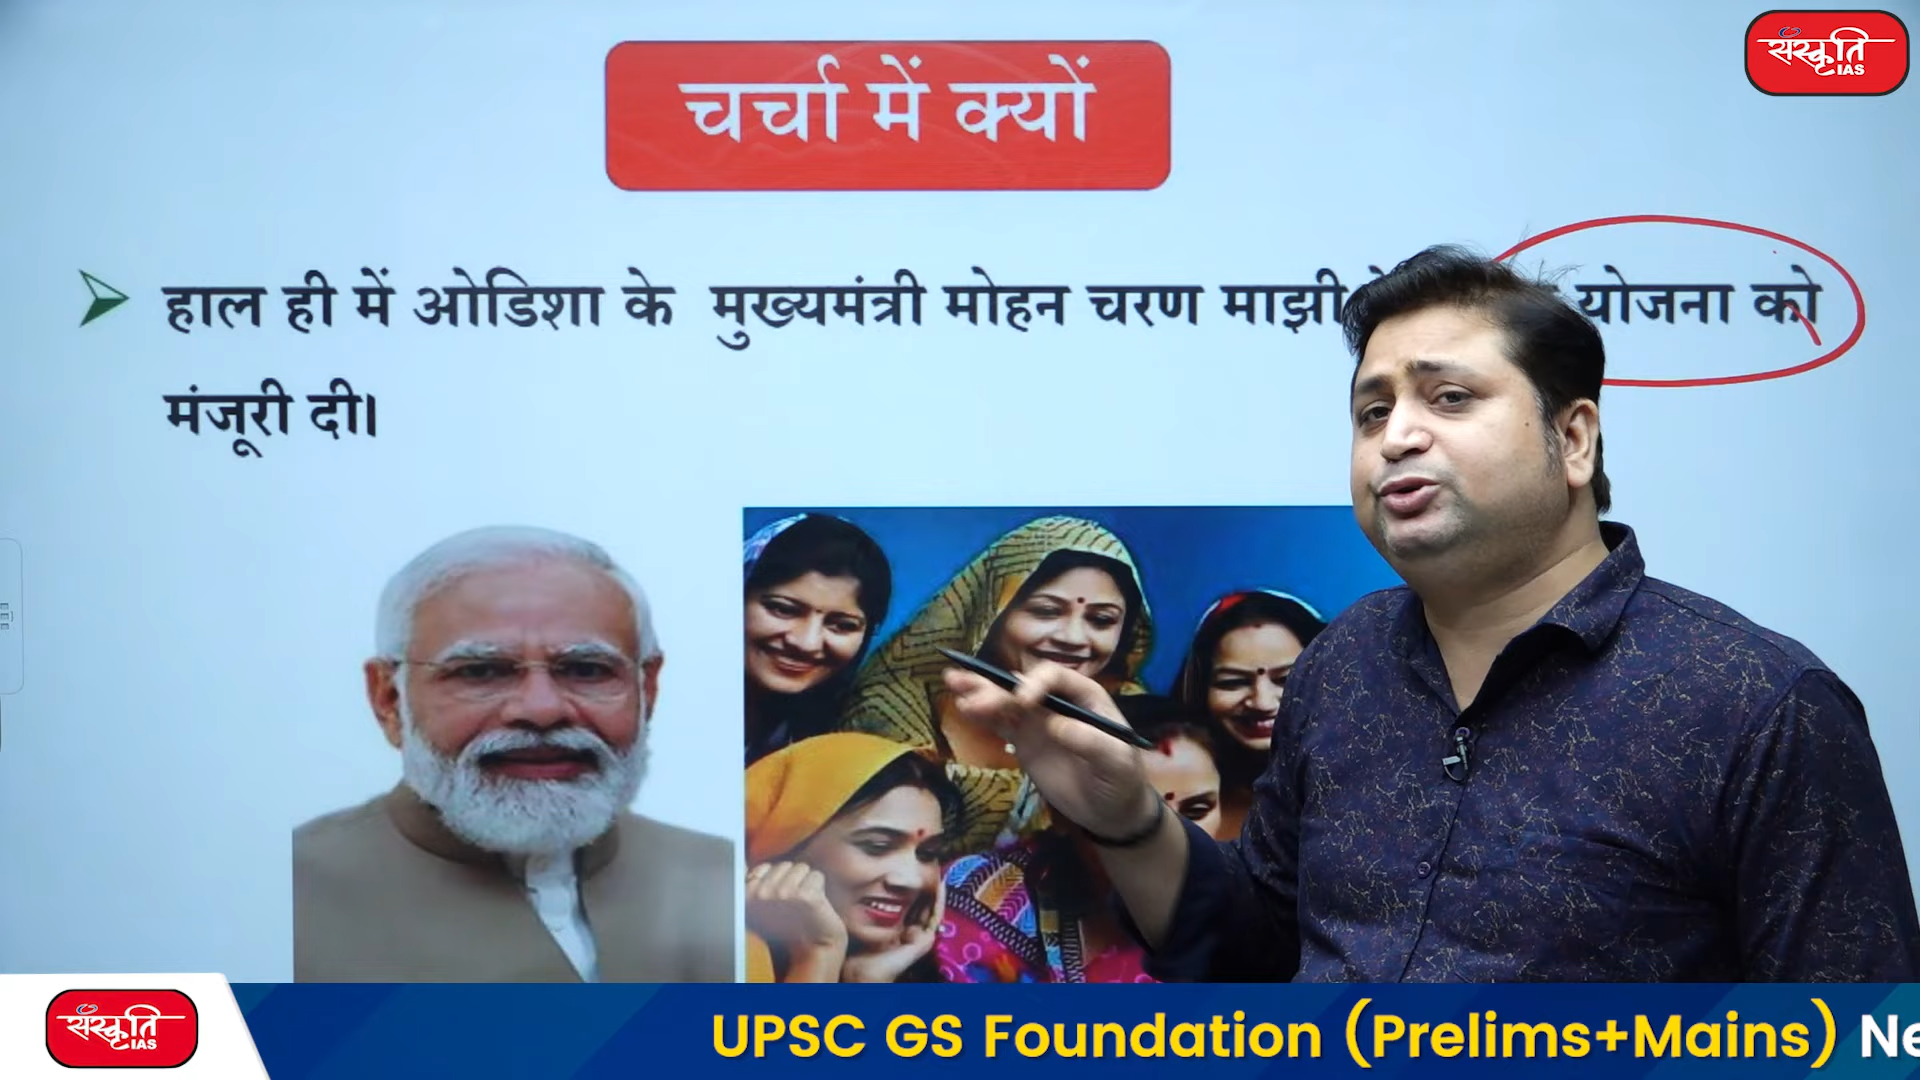 संस्कृति
IAS
चर्चा में क्यों
हाल ही में ओडिशा के मुख्यमंत्री मोहन चरण माझी योजना को
मंजूरी दी।
संस्कृति
IAS
UPSC GS Foundation (Prelims+Mains)